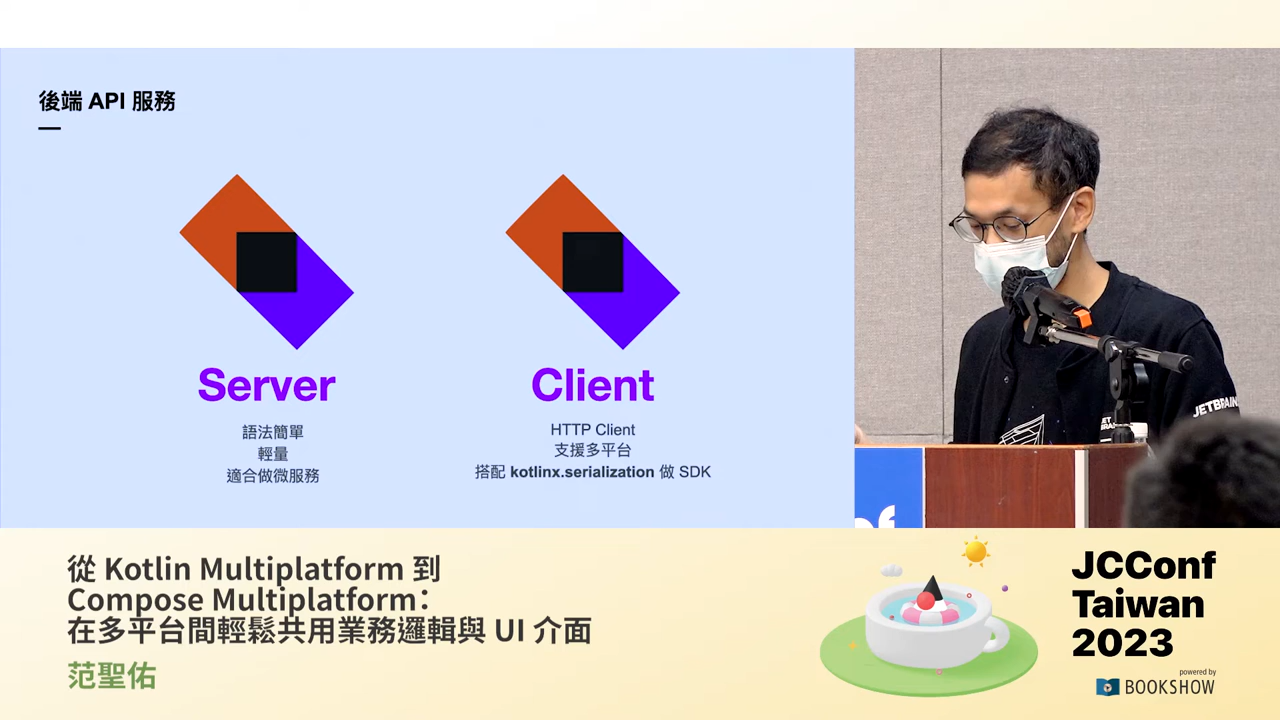 後端 API 服務
Server
語法簡單
輕量
適合做微服務
Client
HTTP Client
支援多平台
搭配 kotlinx.serialization 做 SDK
JETBRAIN
從 Kotlin Multiplatform 到
Compose Multiplatform：
在多平台間輕鬆共用業務邏輯與 UI 介面
范聖佑
JCConf
Taiwan
2023
powered by
BOOKSHOW